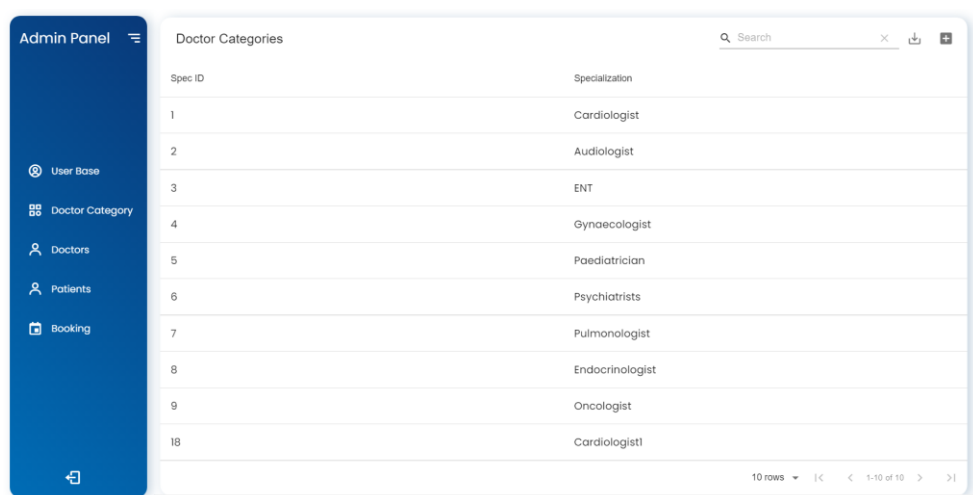 Admin Panel
Doctor Categories
Search
Spec ID Specialization
1 Cardiologist
2 Audiologist
3 ENT
4 Gynaecologist
5 Paediatrician
6 Psychiatrists
7 Pulmonologist
8 Endocrinologist
9 Oncologist
18 Cardiologist1
User Base
Doctor Category
Doctors
Patients
Booking
10 rows 1-10 of 10